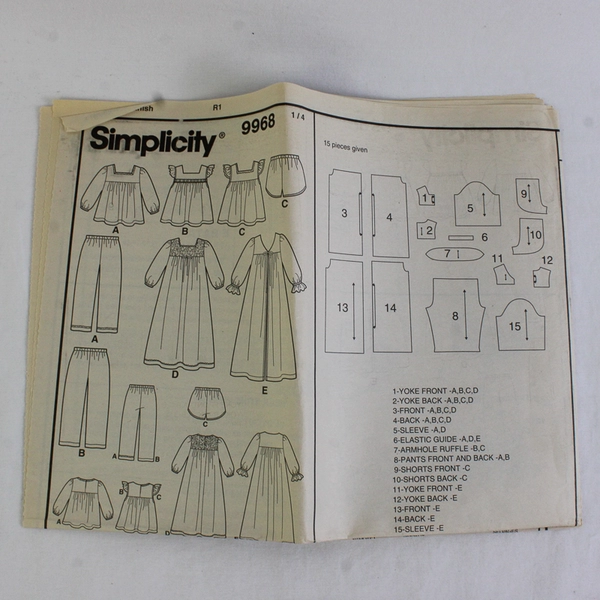 R1
Simplicity®
9968
1 / 4
A
B
C
C
A
D
E
B
A
B
C
A
B
C
D
E
15 pieces given
1
2
3
4
5
6
7
8
9
10
11
12
13
14
15
1-YOKE FRONT -A,B,C,D
2-YOKE BACK -A,B,C,D
3-FRONT -A,B,C,D
4-BACK -A,B,C,D
5-SLEEVE -A,D
6-ELASTIC GUIDE -A,D,E
7-ARMHOLE RUFFLE -B,C
8-PANTS FRONT AND BACK -A,B
9-SHORTS FRONT -C
10-SHORTS BACK -C
11-YOKE FRONT -E
12-YOKE BACK -E
13-FRONT -E
14-BACK -E
15-SLEEVE -E